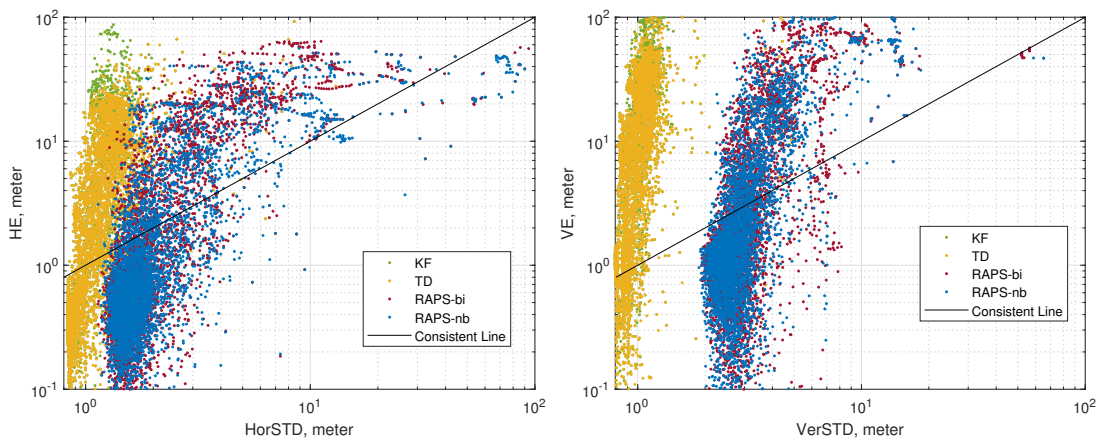 10^2
10^1
10^0
10^-1
HE, meter
10^0
10^1
10^2
HorSTD, meter
KF
TD
RAPS-bi
RAPS-nb
Consistent Line
10^2
10^1
10^0
10^-1
VE, meter
10^0
10^1
10^2
VerSTD, meter
KF
TD
RAPS-bi
RAPS-nb
Consistent Line